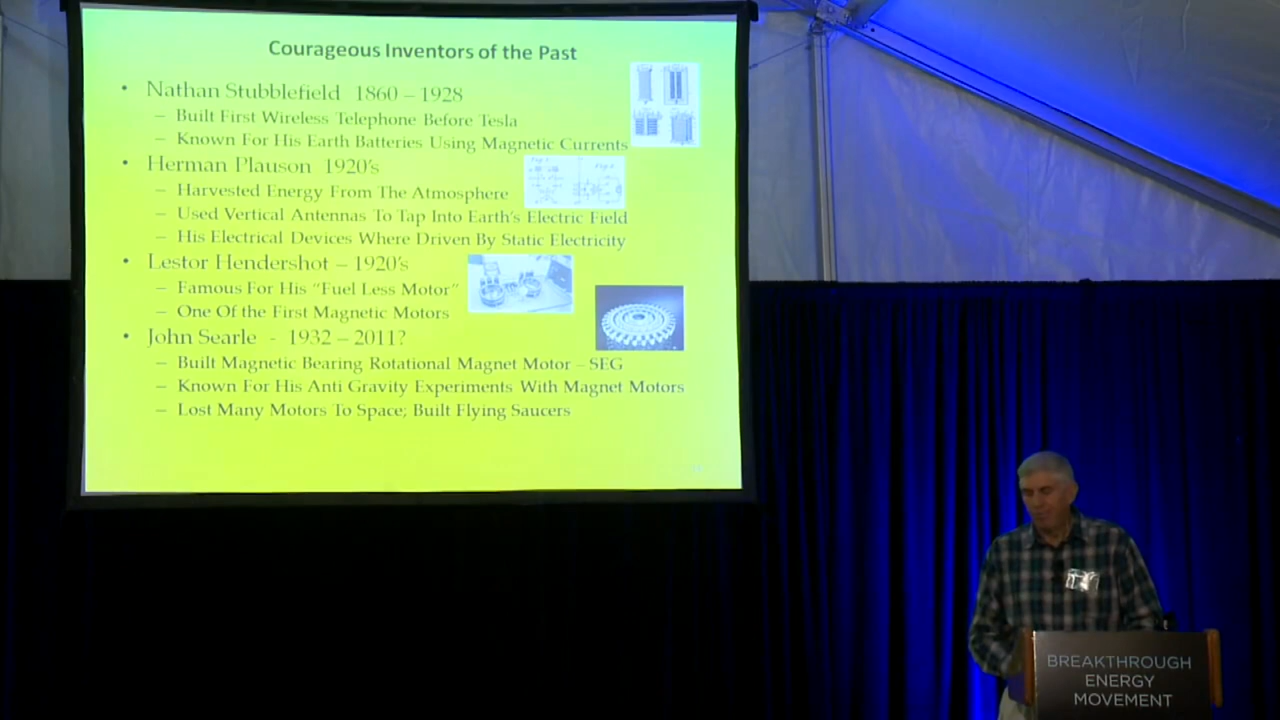 Courageous Inventors of the Past
• Nathan Stubblefield 1860 – 1928
– Built First Wireless Telephone Before Tesla
– Known For His Earth Batteries Using Magnetic Currents
• Herman Plauson 1920's
– Harvested Energy From The Atmosphere
– Used Vertical Antennas To Tap Into Earth's Electric Field
– His Electrical Devices Where Driven By Static Electricity
• Lestor Hendershot – 1920's
– Famous For His "Fuel Less Motor"
– One Of the First Magnetic Motors
• John Searle - 1932 – 2011?
– Built Magnetic Bearing Rotational Magnet Motor – SEG
– Known For His Anti Gravity Experiments With Magnet Motors
– Lost Many Motors To Space; Built Flying Saucers
BREAKTHROUGH
ENERGY
MOVEMENT